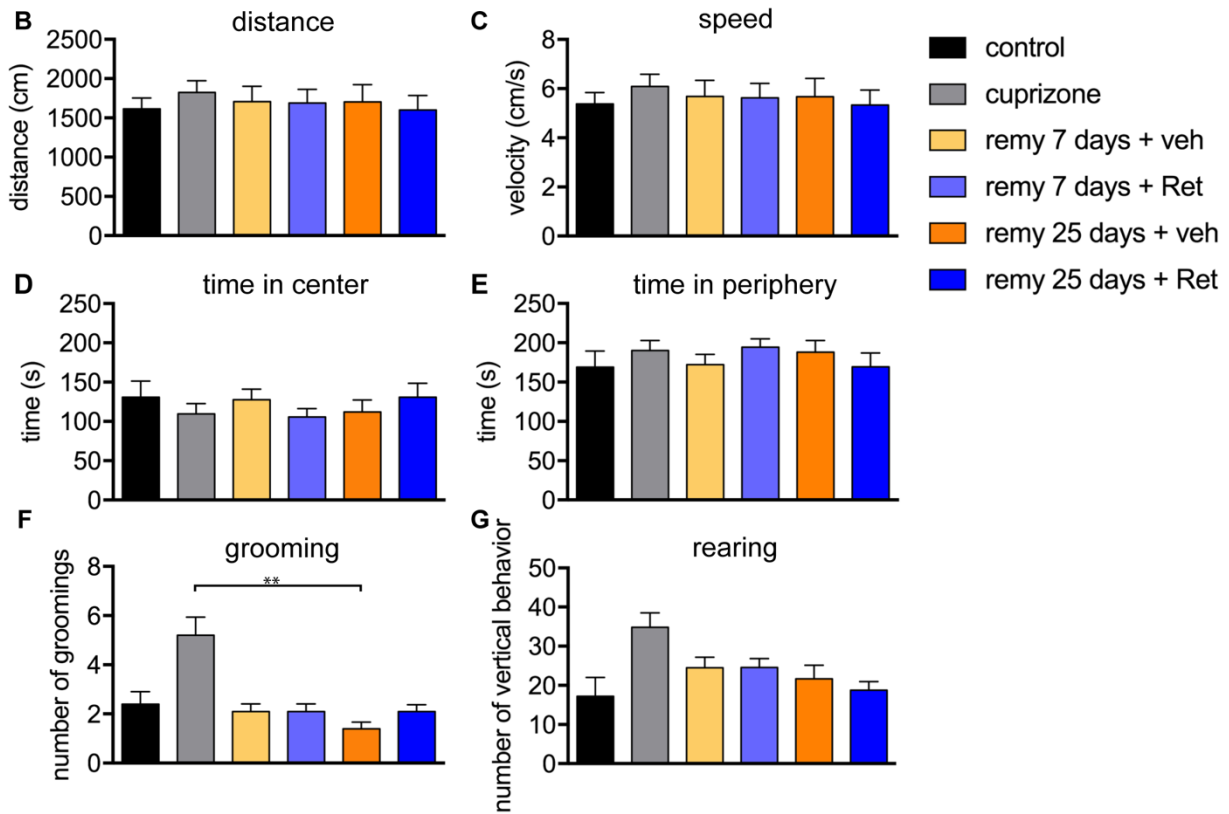 B
distance
distance (cm)
2500
2000
1500
1000
500
0
C
speed
velocity (cm/s)
8
6
4
2
0
control
cuprizone
remy 7 days + veh
remy 7 days + Ret
remy 25 days + veh
remy 25 days + Ret
D
time in center
time (s)
250
200
150
100
50
0
E
time in periphery
time (s)
250
200
150
100
50
0
F
grooming
number of groomings
8
6
4
2
0
**
G
rearing
number of vertical behavior
50
40
30
20
10
0